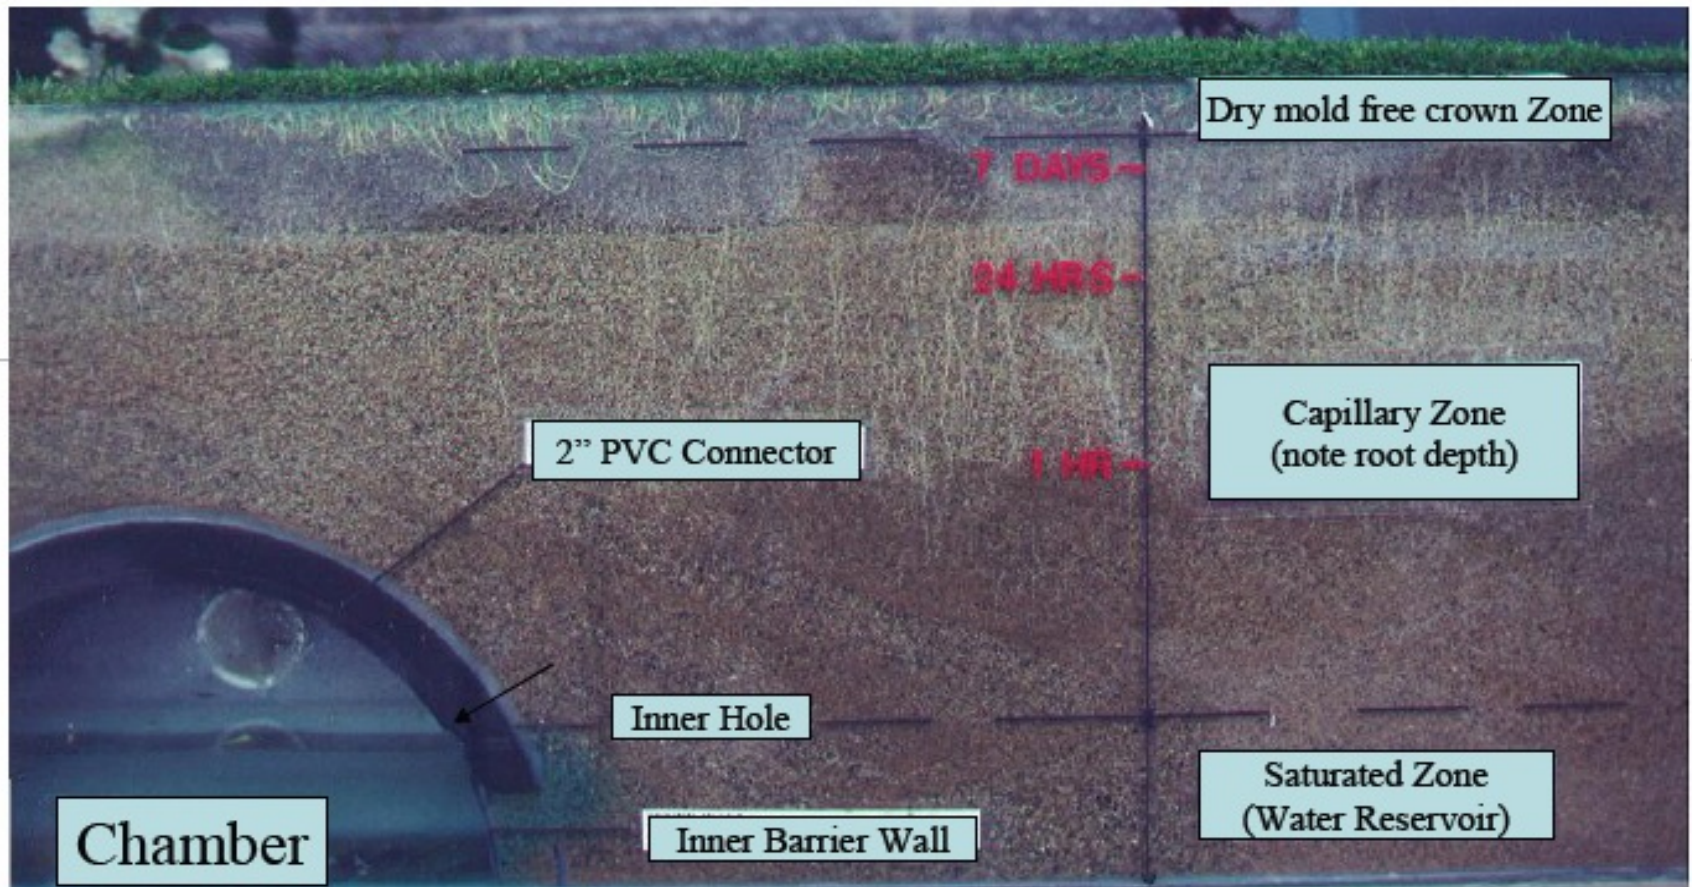 Dry mold free crown Zone
7 DAYS
24 HRS
Capillary Zone
(note root depth)
2” PVC Connector
1 HR
Inner Hole
Saturated Zone
(Water Reservoir)
Inner Barrier Wall
Chamber